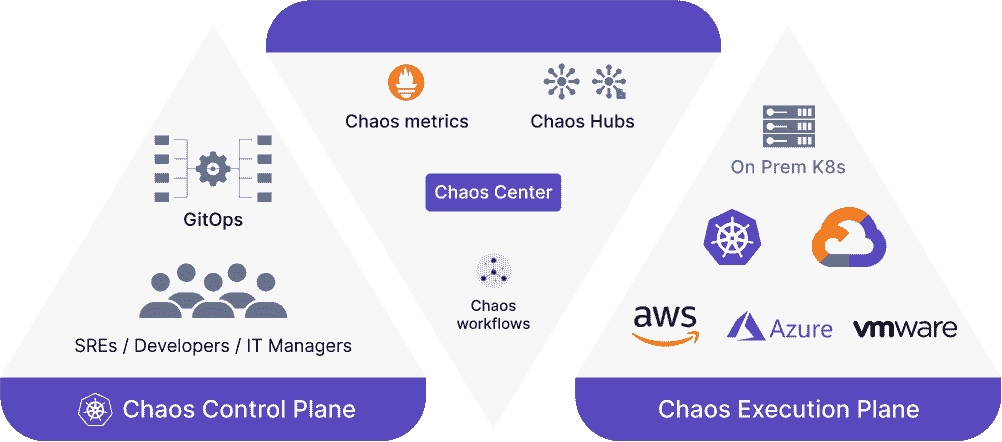 Chaos metrics
Chaos Hubs
Chaos Center
Chaos
workflows
GitOps
SREs / Developers / IT Managers
Chaos Control Plane
On Prem K8s
aws
Azure
vmware
Chaos Execution Plane